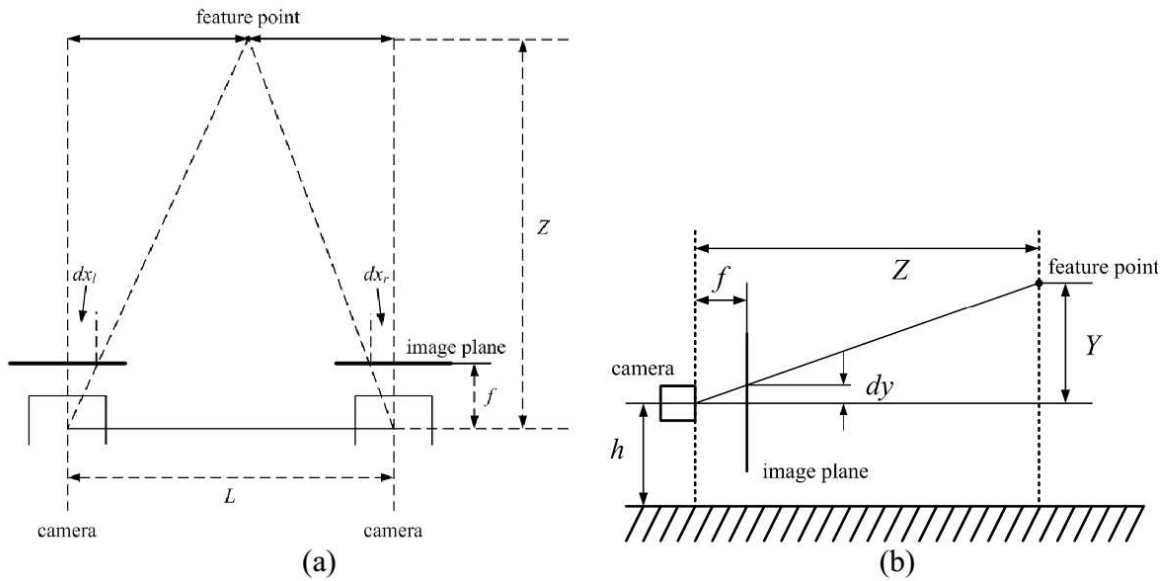 feature point
Z
dx_l
dx_r
image plane
f
L
camera
camera
(a)
Z
feature point
f
Y
camera
dy
h
image plane
(b)